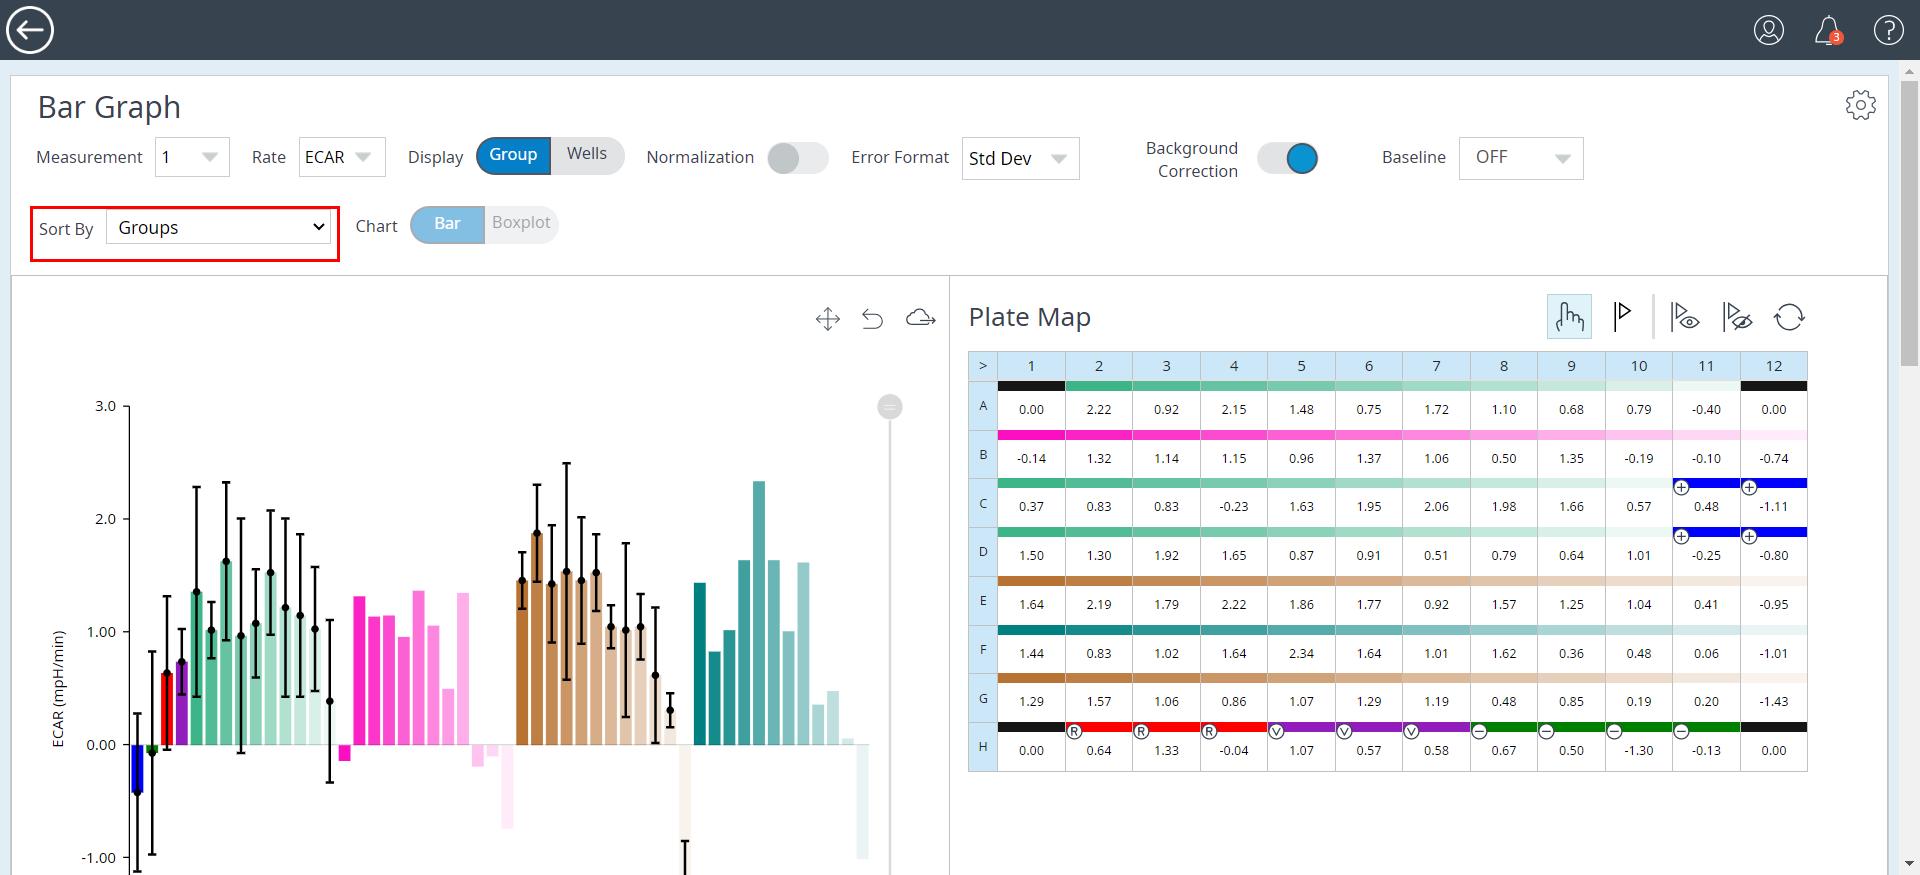 3
Bar Graph
Measurement 1 Rate ECAR Display Group Wells Normalization Error Format Std Dev Background Correction Baseline OFF
Sort By Groups Chart Bar Boxplot
Plate Map
> 1 2 3 4 5 6 7 8 9 10 11 12
A 0.00 2.22 0.92 2.15 1.48 0.75 1.72 1.10 0.68 0.79 -0.40 0.00
B -0.14 1.32 1.14 1.15 0.96 1.37 1.06 0.50 1.35 -0.19 -0.10 -0.74
+ +
C 0.37 0.83 0.83 -0.23 1.63 1.95 2.06 1.98 1.66 0.57 0.48 -1.11
+ +
D 1.50 1.30 1.92 1.65 0.87 0.91 0.51 0.79 0.64 1.01 -0.25 -0.80
E 1.64 2.19 1.79 2.22 1.86 1.77 0.92 1.57 1.25 1.04 0.41 -0.95
F 1.44 0.83 1.02 1.64 2.34 1.64 1.01 1.62 0.36 0.48 0.06 -1.01
G 1.29 1.57 1.06 0.86 1.07 1.29 1.19 0.48 0.85 0.19 0.20 -1.43
R R R V V V − − − −
H 0.00 0.64 1.33 -0.04 1.07 0.57 0.58 0.67 0.50 -1.30 -0.13 0.00
3.0
2.0
1.00
0.00
-1.00
ECAR (mpH/min)